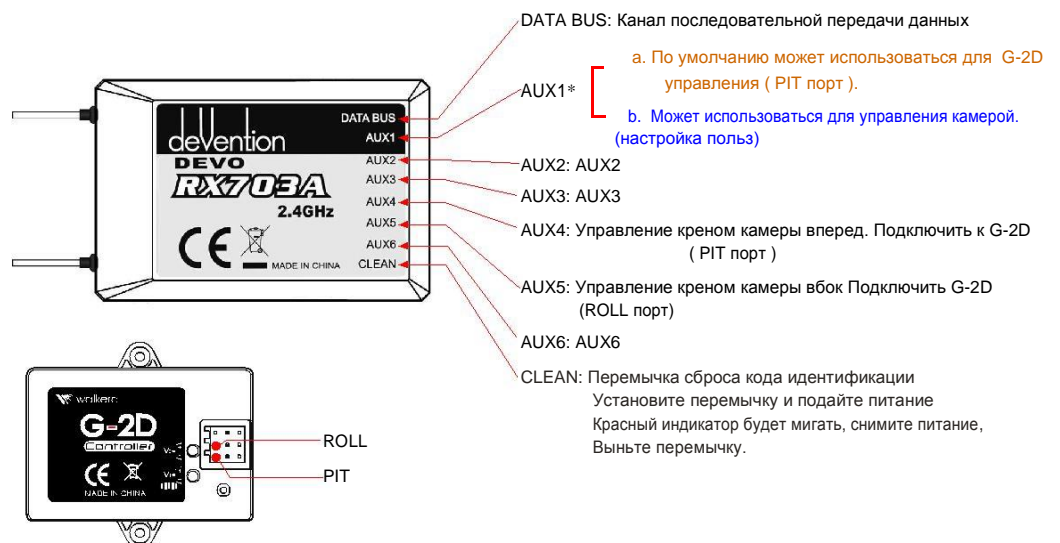 DATA BUS: Канал последовательной передачи данных
a. По умолчанию может использоваться для G-2D
управления ( PIT порт ).
AUX1*
b. Может использоваться для управления камерой.
(настройка польз)
AUX2: AUX2
AUX3: AUX3
AUX4: Управление креном камеры вперед. Подключить к G-2D
( PIT порт )
AUX5: Управление креном камеры вбок Подключить G-2D
(ROLL порт)
AUX6: AUX6
CLEAN: Перемычка сброса кода идентификации
Установите перемычку и подайте питание
Красный индикатор будет мигать, снимите питание,
Выньте перемычку.
devention
DEVO
RX703A
2.4GHz
CE
MADE IN CHINA
DATA BUS
AUX1
AUX2
AUX3
AUX4
AUX5
AUX6
CLEAN
walkera
G-2D
Controller
CE
MADE IN CHINA
ROLL
PIT